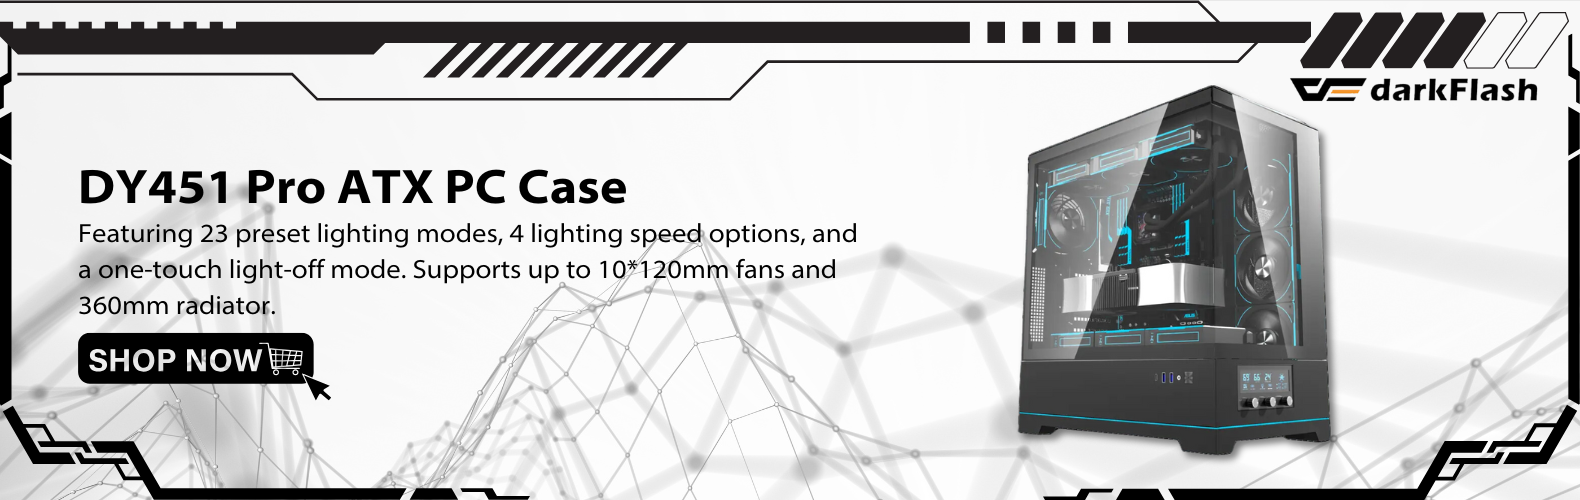 darkFlash
DY451 Pro ATX PC Case
Featuring 23 preset lighting modes, 4 lighting speed options, and
a one-touch light-off mode. Supports up to 10*120mm fans and
360mm radiator.
SHOP NOW